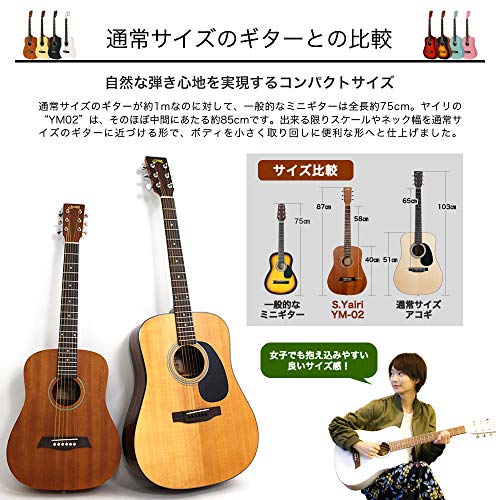 通常サイズのギターとの比較
自然な弾き心地を実現するコンパクトサイズ
通常サイズのギターが約1mなのに対して、一般的なミニギターは全長約75cm。ヤイリの
“YM02”は、そのほぼ中間にあたる約85cmです。出来る限りスケールやネック幅を通常サイ
ズのギターに近づける形で、ボディを小さく取り回しに便利な形へと仕上げました。
サイズ比較
75cm
87cm
58cm
40cm
65cm
103cm
51cm
一般的な
ミニギター
S.Yairi
YM-02
通常サイズ
アコギ
女子でも抱え込みやすい
良いサイズ感！